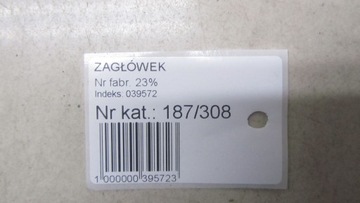 ZAGŁÓWEK
Nr fabr. 23%
Indeks: 039572
Nr kat.: 187/308
1 000000 395723